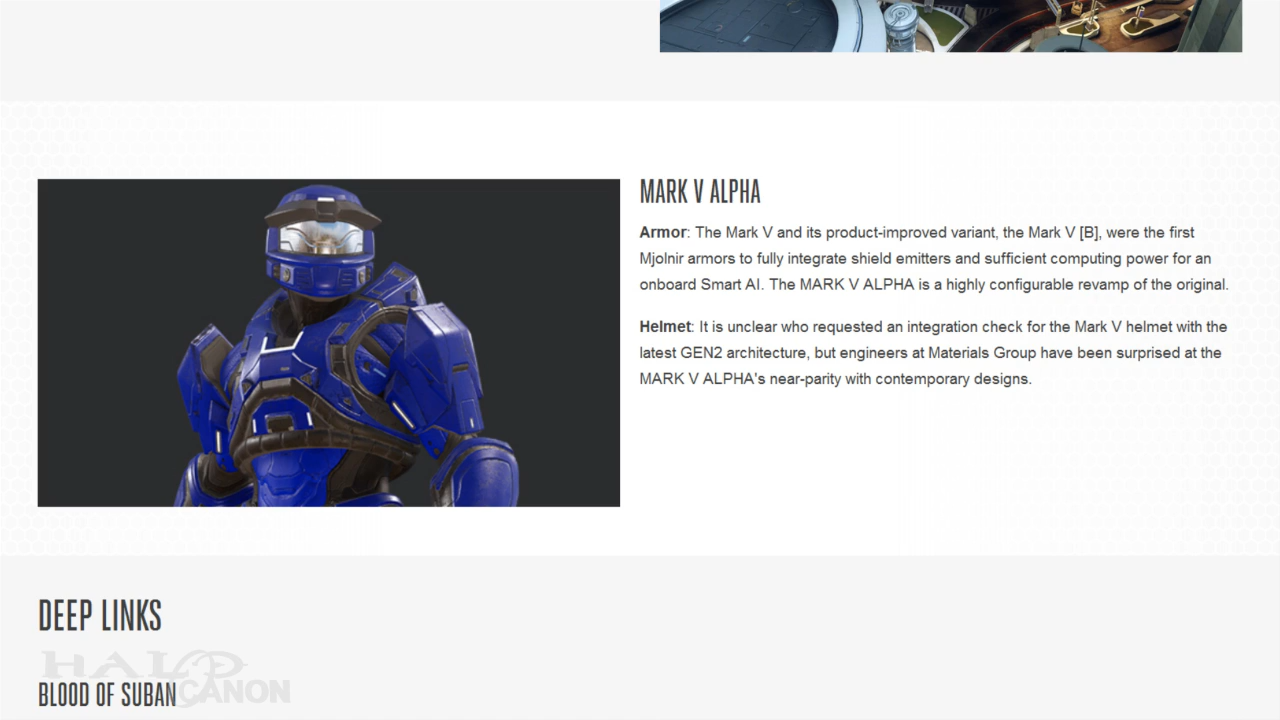 MARK V ALPHA
Armor: The Mark V and its product-improved variant, the Mark V [B], were the first
Mjolnir armors to fully integrate shield emitters and sufficient computing power for an
onboard Smart AI. The MARK V ALPHA is a highly configurable revamp of the original.
Helmet: It is unclear who requested an integration check for the Mark V helmet with the
latest GEN2 architecture, but engineers at Materials Group have been surprised at the
MARK V ALPHA's near-parity with contemporary designs.
DEEP LINKS
HALO
CANON
BLOOD OF SUBAN